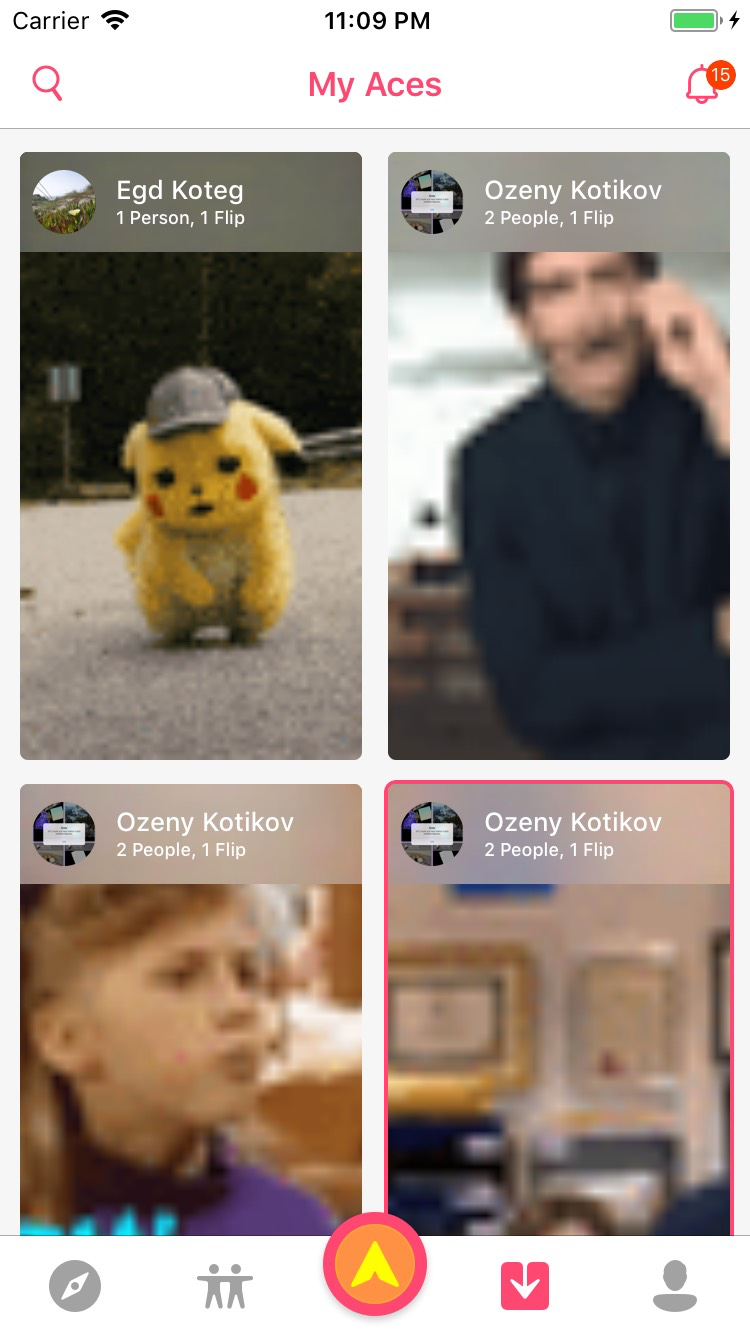 Carrier 11:09 PM
My Aces
15
Egd Koteg
1 Person, 1 Flip
Ozeny Kotikov
2 People, 1 Flip
Ozeny Kotikov
2 People, 1 Flip
Ozeny Kotikov
2 People, 1 Flip